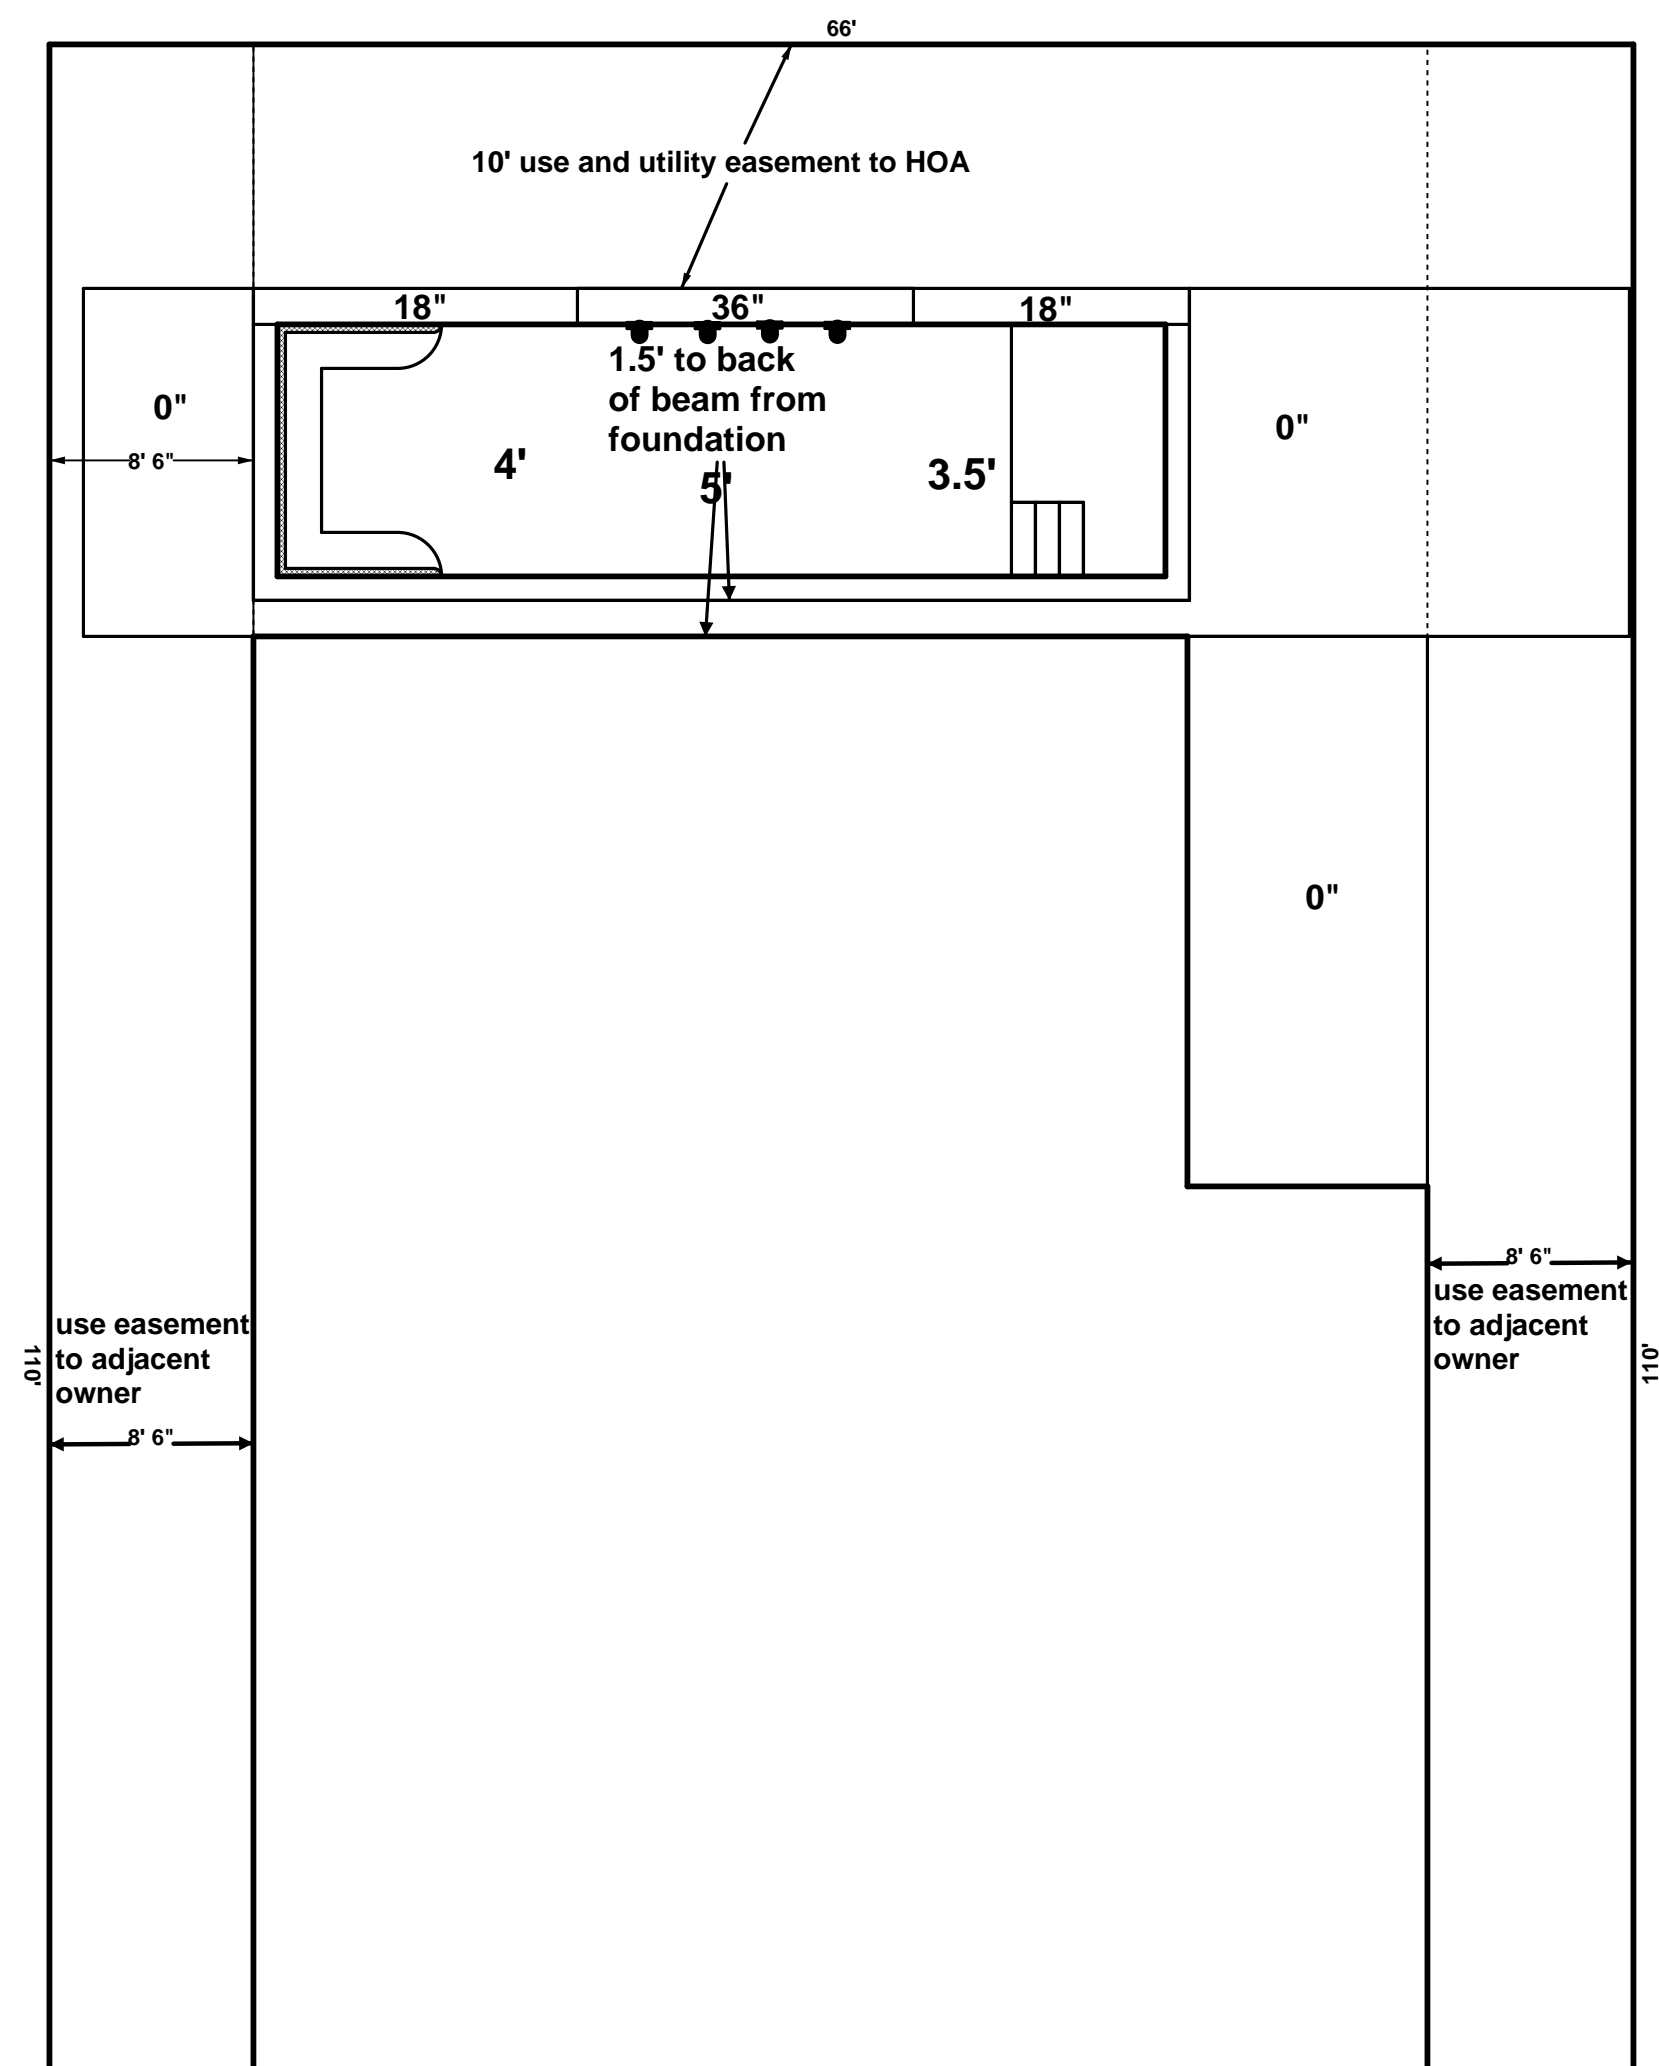 66'
10' use and utility easement to HOA
18"
36"
18"
1.5' to back
of beam from
foundation
0"
0"
8' 6"
4'
5'
3.5'
0"
8' 6"
use easement
to adjacent
owner
110'
use easement
to adjacent
owner
110'
8' 6"